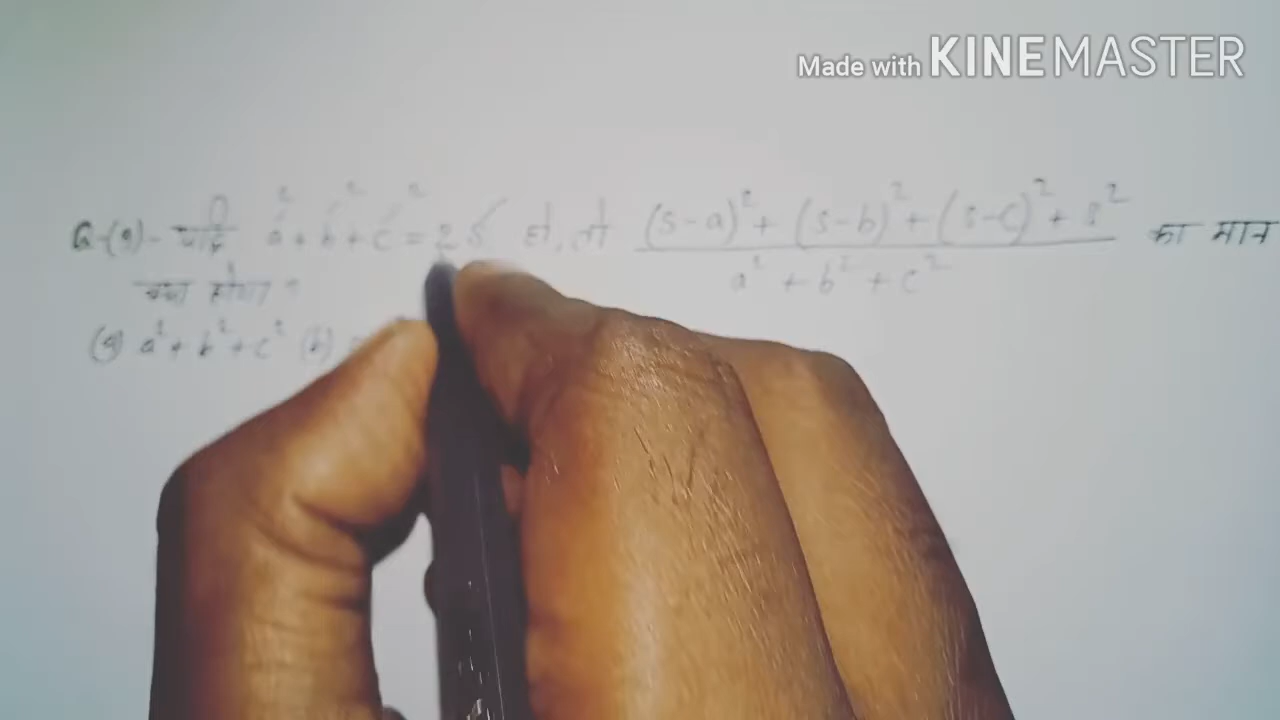 Made with KINEMASTER
Q-(9)- यदि a² + b² + c² = 2s हो, तो (s-a)² + (s-b)² + (s-c)² + s² / a² + b² + c² का मान
क्या होगा ?
(a) a² + b² + c² (b)